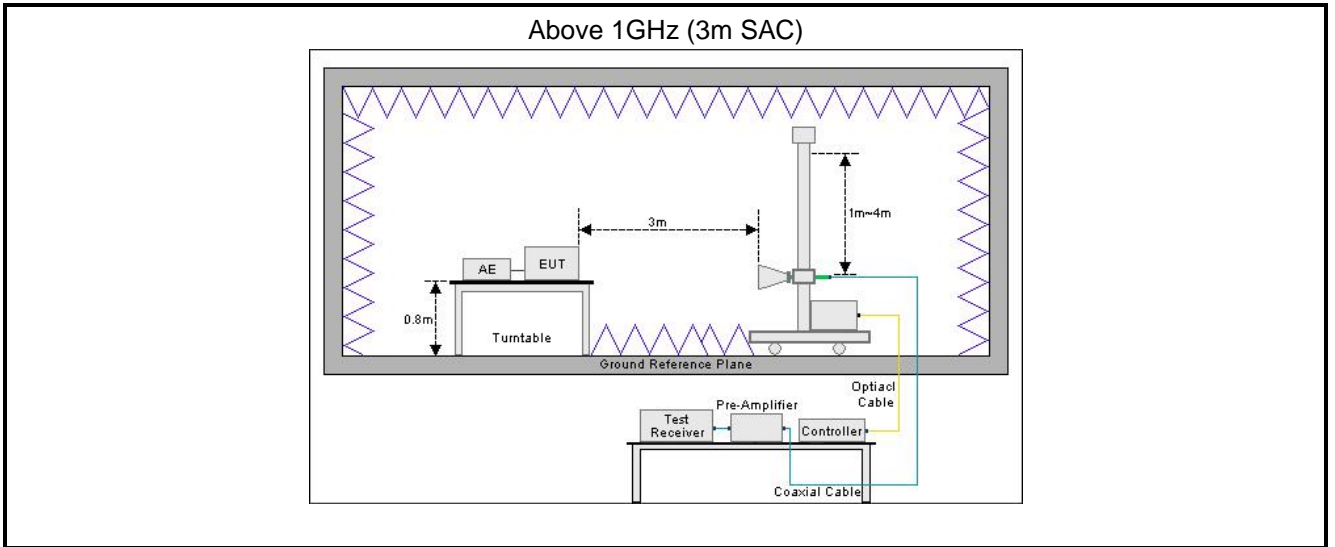 Above 1GHz (3m SAC)
3m
1m~4m
AE
EUT
0.8m
Turntable
Ground Reference Plane
Optiacl
Cable
Pre-Amplifier
Test
Receiver
Controller
Coaxial Cable